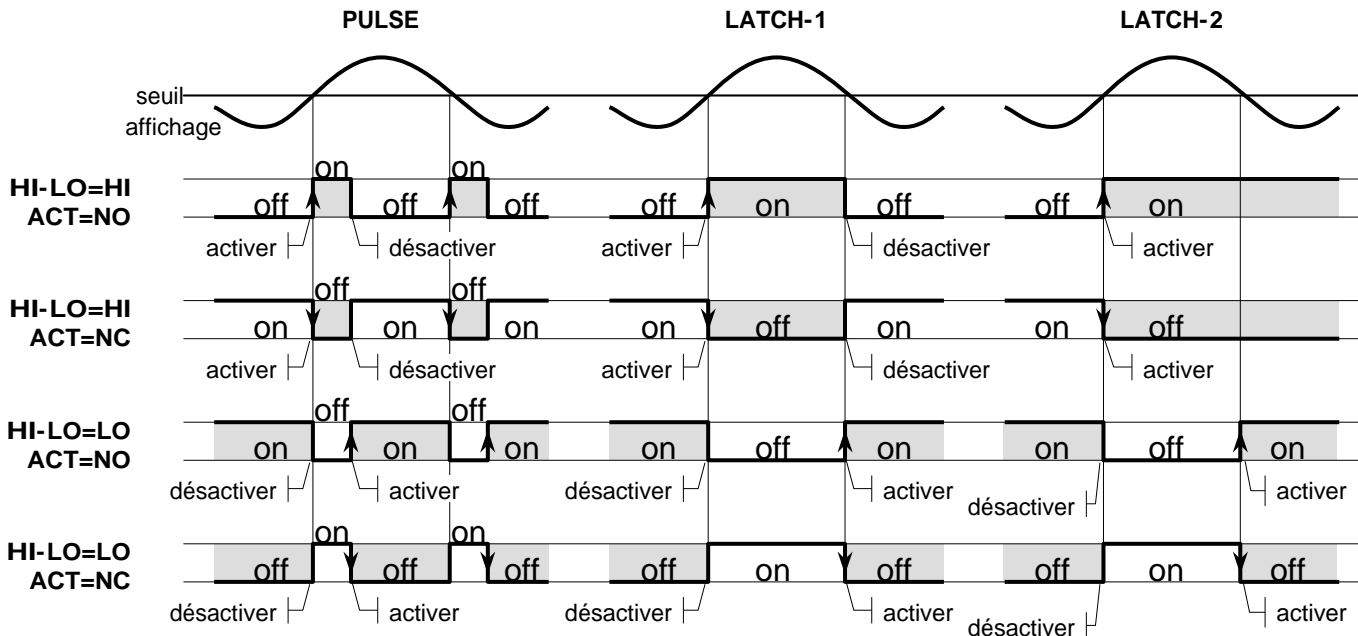 PULSE LATCH-1 LATCH-2
seuil
affichage
on on
HI-LO=HI
ACT=NO
off off off off on off off on
activer désactiver activer désactiver activer
off off
HI-LO=HI
ACT=NC
on on on on off on on off
activer désactiver activer désactiver activer
off off
HI-LO=LO
ACT=NO
on on on on off on on off on
désactiver activer désactiver activer désactiver activer
on on
HI-LO=LO
ACT=NC
off off off off on off off on off
désactiver activer désactiver activer désactiver activer